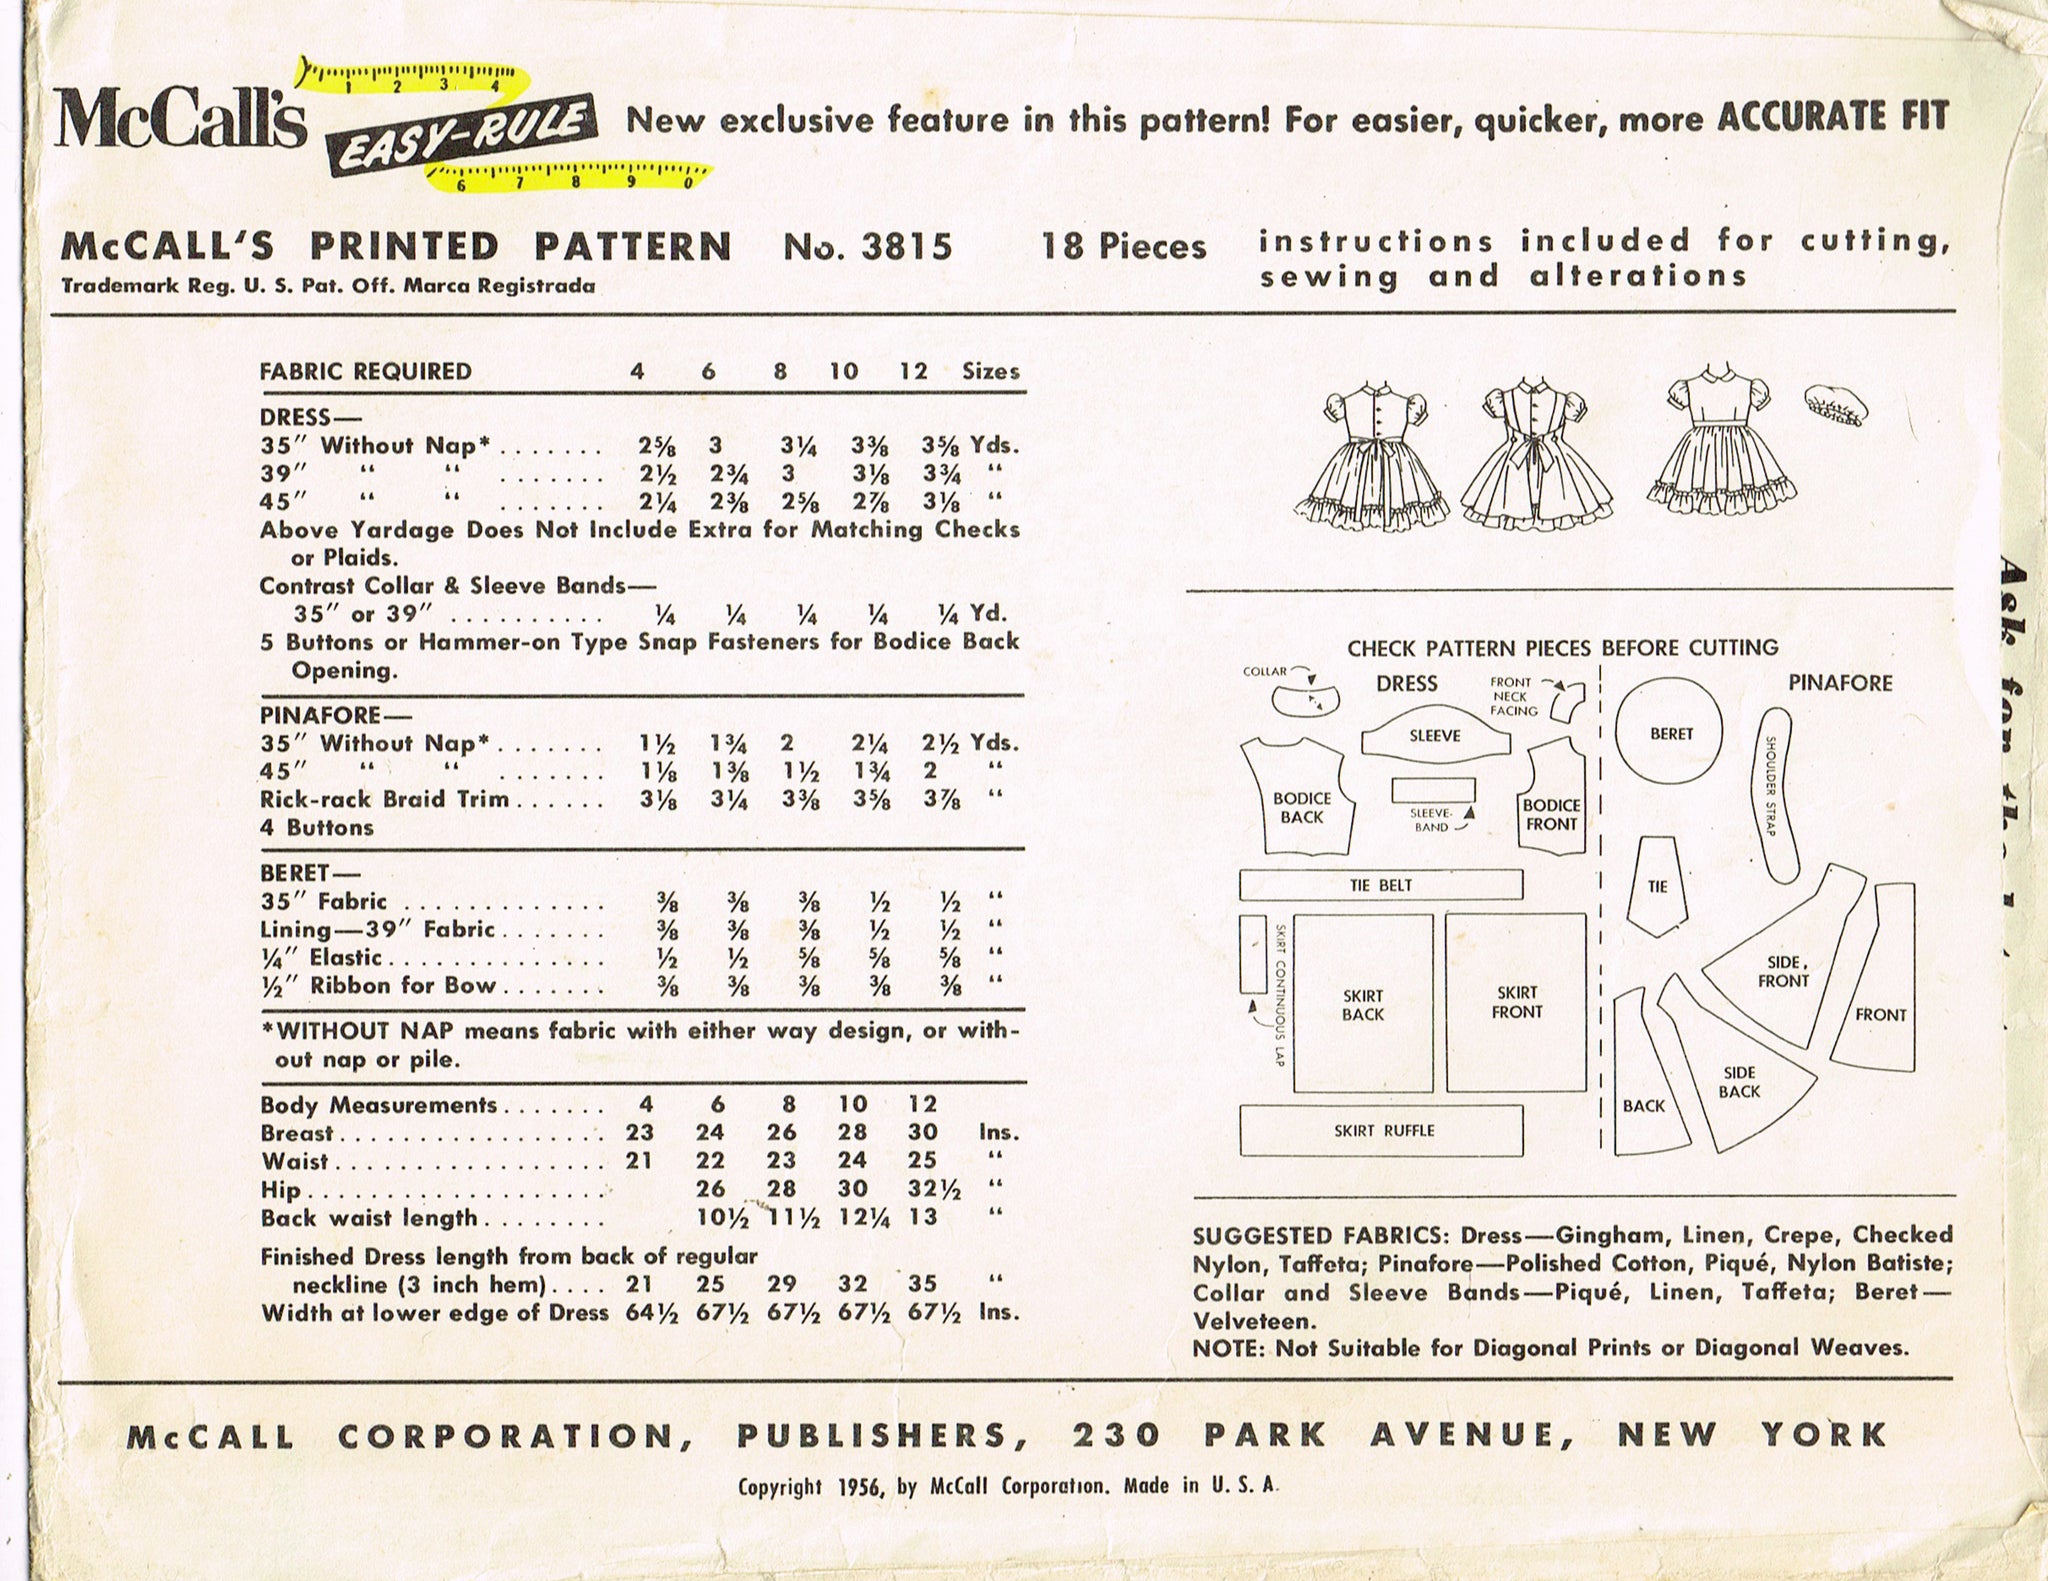 McCall's
1 2 3 4
EASY-RULE
6 7 8 9 0
New exclusive feature in this pattern! For easier, quicker, more ACCURATE FIT
McCALL'S PRINTED PATTERN No. 3815 18 Pieces
instructions included for cutting,
sewing and alterations
Trademark Reg. U. S. Pat. Off. Marca Registrada
FABRIC REQUIRED 4 6 8 10 12 Sizes
DRESS—
35" Without Nap* ....... 2⅝ 3 3¼ 3⅜ 3⅝ Yds.
39" " " ....... 2½ 2¾ 3 3⅛ 3¾ "
45" " " ....... 2¼ 2⅜ 2⅝ 2⅞ 3⅛ "
Above Yardage Does Not Include Extra for Matching Checks
or Plaids.
Contrast Collar & Sleeve Bands—
35" or 39" .......... ¼ ¼ ¼ ¼ ¼ Yd.
5 Buttons or Hammer-on Type Snap Fasteners for Bodice Back
Opening.
PINAFORE—
35" Without Nap* ....... 1½ 1¾ 2 2¼ 2½ Yds.
45" " " ....... 1⅛ 1⅜ 1½ 1¾ 2 "
Rick-rack Braid Trim ...... 3⅛ 3¼ 3⅜ 3⅝ 3⅞ "
4 Buttons
BERET—
35" Fabric ............. ⅜ ⅜ ⅜ ½ ½ "
Lining—39" Fabric ....... ⅜ ⅜ ⅜ ½ ½ "
¼" Elastic .............. ½ ½ ⅝ ⅝ ⅝ "
½" Ribbon for Bow ....... ⅜ ⅜ ⅜ ⅜ ⅜ "
*WITHOUT NAP means fabric with either way design, or with-
out nap or pile.
Body Measurements ....... 4 6 8 10 12
Breast .................. 23 24 26 28 30 Ins.
Waist .................. 21 22 23 24 25 "
Hip .................... 26 28 30 32½ "
Back waist length ........ 10½ 11½ 12¼ 13 "
Finished Dress length from back of regular
neckline (3 inch hem) .... 21 25 29 32 35 "
Width at lower edge of Dress 64½ 67½ 67½ 67½ 67½ Ins.
CHECK PATTERN PIECES BEFORE CUTTING
COLLAR
DRESS
FRONT
NECK
FACING
SLEEVE
BODICE
BACK
SLEEVE-
BAND
BODICE
FRONT
TIE BELT
SKIRT CONTINUOUS LAP
SKIRT
BACK
SKIRT
FRONT
SKIRT RUFFLE
PINAFORE
BERET
SHOULDER STRAP
TIE
SIDE
FRONT
FRONT
BACK
SIDE
BACK
SUGGESTED FABRICS: Dress—Gingham, Linen, Crepe, Checked
Nylon, Taffeta; Pinafore—Polished Cotton, Piqué, Nylon Batiste;
Collar and Sleeve Bands—Piqué, Linen, Taffeta; Beret—
Velveteen.
NOTE: Not Suitable for Diagonal Prints or Diagonal Weaves.
Ask for
McCALL CORPORATION, PUBLISHERS, 230 PARK AVENUE, NEW YORK
Copyright 1956, by McCall Corporation. Made in U. S. A.